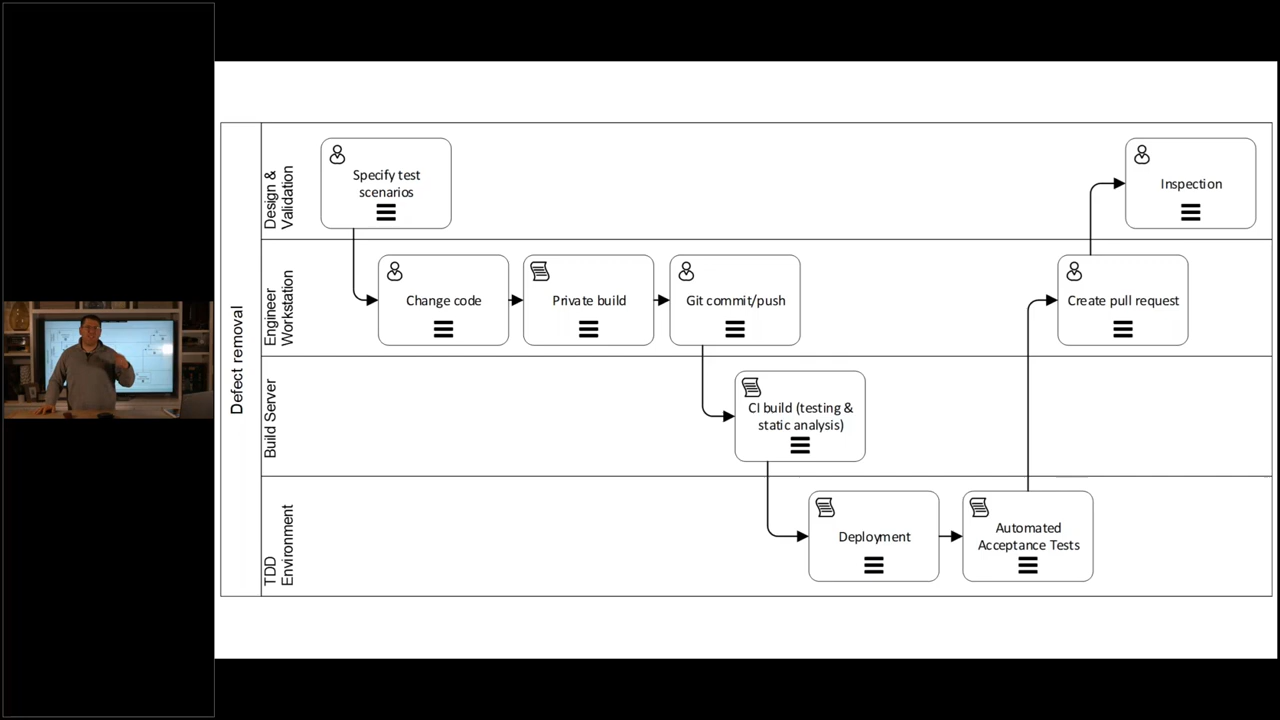 Defect removal
Design &
Validation
Specify test
scenarios
Inspection
Engineer
Workstation
Change code
Private build
Git commit/push
Create pull request
Build Server
CI build (testing &
static analysis)
TDD
Environment
Deployment
Automated
Acceptance Tests